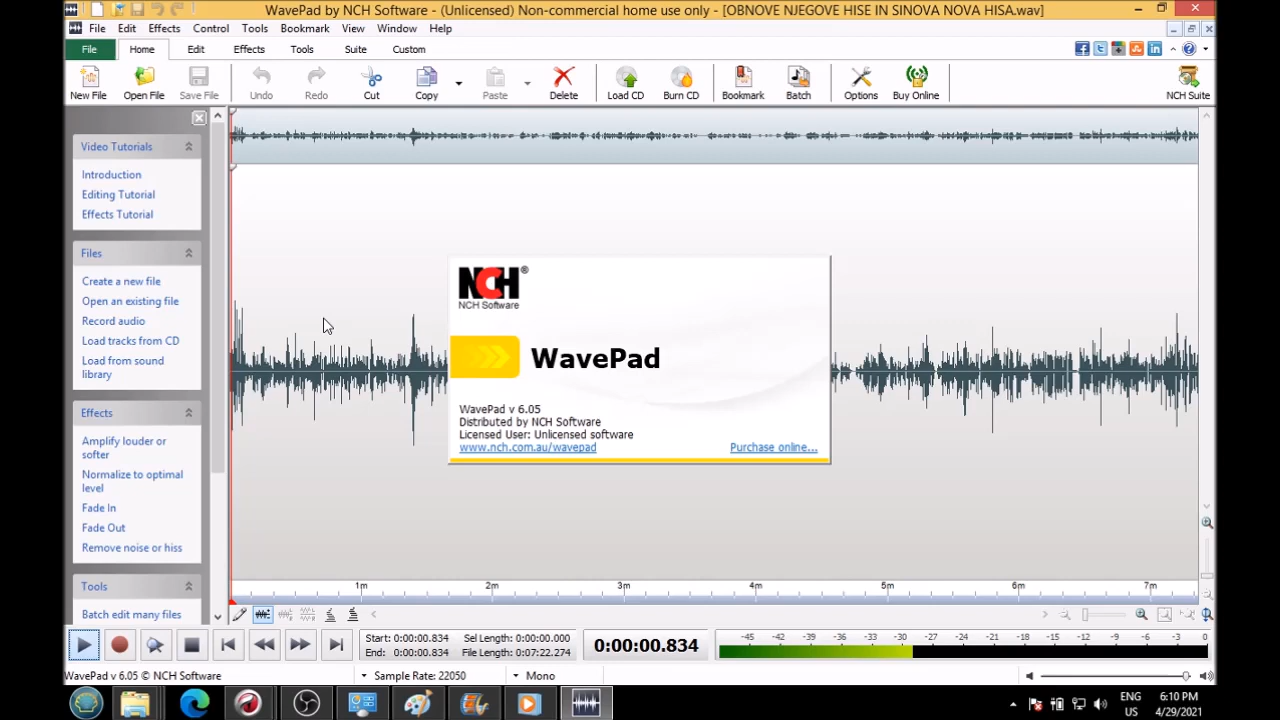 WavePad by NCH Software - (Unlicensed) Non-commercial home use only - [OBNOVE NJEGOVE HISE IN SINOVA NOVA HISA.wav]
File Edit Effects Control Tools Bookmark View Window Help
File Home Edit Effects Tools Suite Custom
New File Open File Save File Undo Redo Cut Copy Paste Delete Load CD Burn CD Bookmark Batch Options Buy Online NCH Suite
Video Tutorials
Introduction
Editing Tutorial
Effects Tutorial
Files
Create a new file
Open an existing file
Record audio
Load tracks from CD
Load from sound
library
Effects
Amplify louder or
softer
Normalize to optimal
level
Fade In
Fade Out
Remove noise or hiss
Tools
Batch edit many files
NCH®
NCH Software
WavePad
WavePad v 6.05
Distributed by NCH Software
Licensed User: Unlicensed software
www.nch.com.au/wavepad Purchase online...
1m 2m 3m 4m 5m 6m 7m
Start: 0:00:00.834 Sel Length: 0:00:00.000
End: 0:00:00.834 File Length: 0:07:22.274
0:00:00.834
-45 -42 -39 -36 -33 -30 -27 -24 -21 -18 -15 -12 -9 -6 -3 0
WavePad v 6.05 © NCH Software Sample Rate: 22050 Mono
ENG 6:10 PM
US 4/29/2021